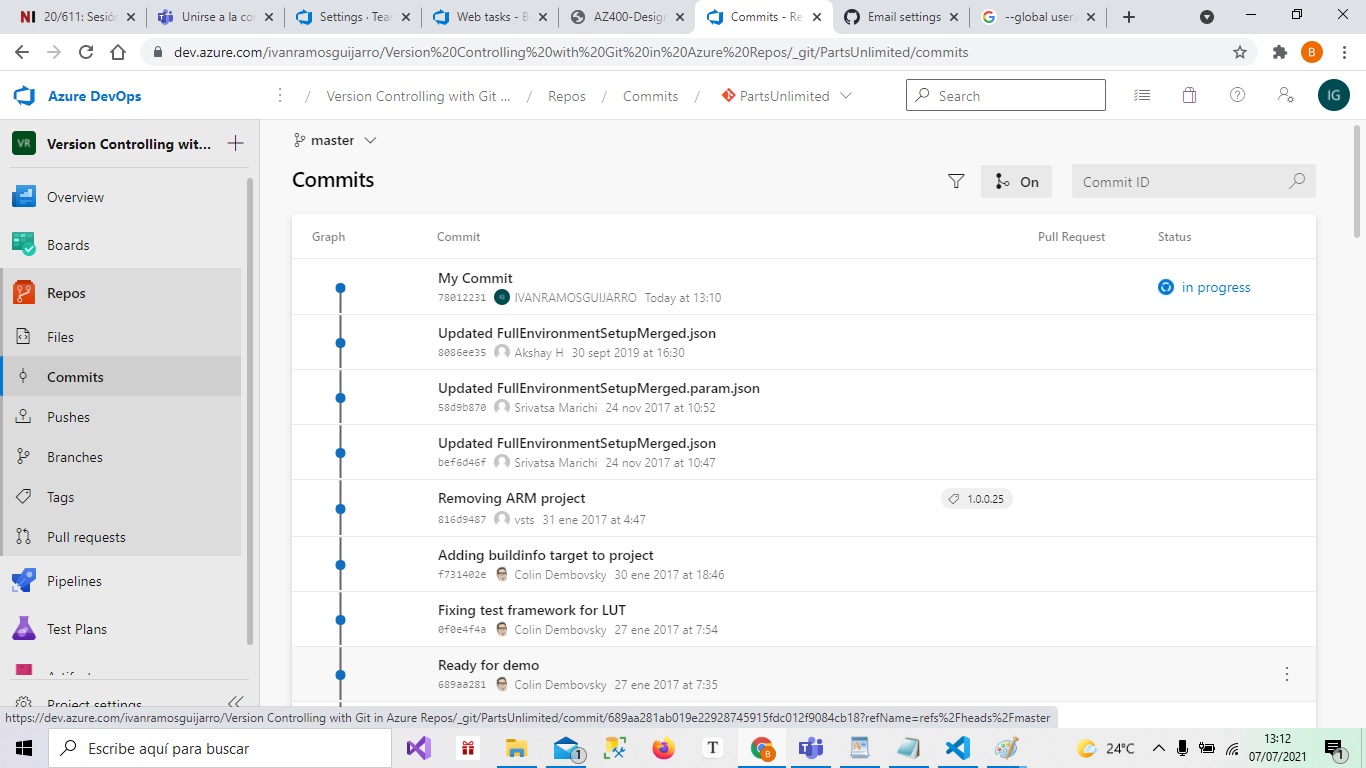 20/611: Sesión
Unirse a la co
Settings · Tea
Web tasks - B
AZ400-Design
Commits - Re
Email settings
--global user.
dev.azure.com/ivanramosguijarro/Version%20Controlling%20with%20Git%20in%20Azure%20Repos/_git/PartsUnlimited/commits
B
Azure DevOps
/ Version Controlling with Git ... / Repos / Commits / PartsUnlimited
Search
IG
VR Version Controlling wit...
master
Commits
On
Commit ID
Overview
Boards
Repos
Files
Commits
Pushes
Branches
Tags
Pull requests
Pipelines
Test Plans
Project settings
Graph Commit Pull Request Status
My Commit
78012231 IVANRAMOSGUIJARRO Today at 13:10
in progress
Updated FullEnvironmentSetupMerged.json
8086ee35 Akshay H 30 sept 2019 at 16:30
Updated FullEnvironmentSetupMerged.param.json
58d9b870 Srivatsa Marichi 24 nov 2017 at 10:52
Updated FullEnvironmentSetupMerged.json
bef6d46f Srivatsa Marichi 24 nov 2017 at 10:47
Removing ARM project
1.0.0.25
816d9487 vsts 31 ene 2017 at 4:47
Adding buildinfo target to project
f731402e Colin Dembovsky 30 ene 2017 at 18:46
Fixing test framework for LUT
0f0e4f4a Colin Dembovsky 27 ene 2017 at 7:54
Ready for demo
689aa281 Colin Dembovsky 27 ene 2017 at 7:35
https://dev.azure.com/ivanramosguijarro/Version Controlling with Git in Azure Repos/_git/PartsUnlimited/commit/689aa281ab019e22928745915fdc012f9084cb18?refName=refs%2Fheads%2Fmaster
Escribe aquí para buscar
24°C
13:12
07/07/2021